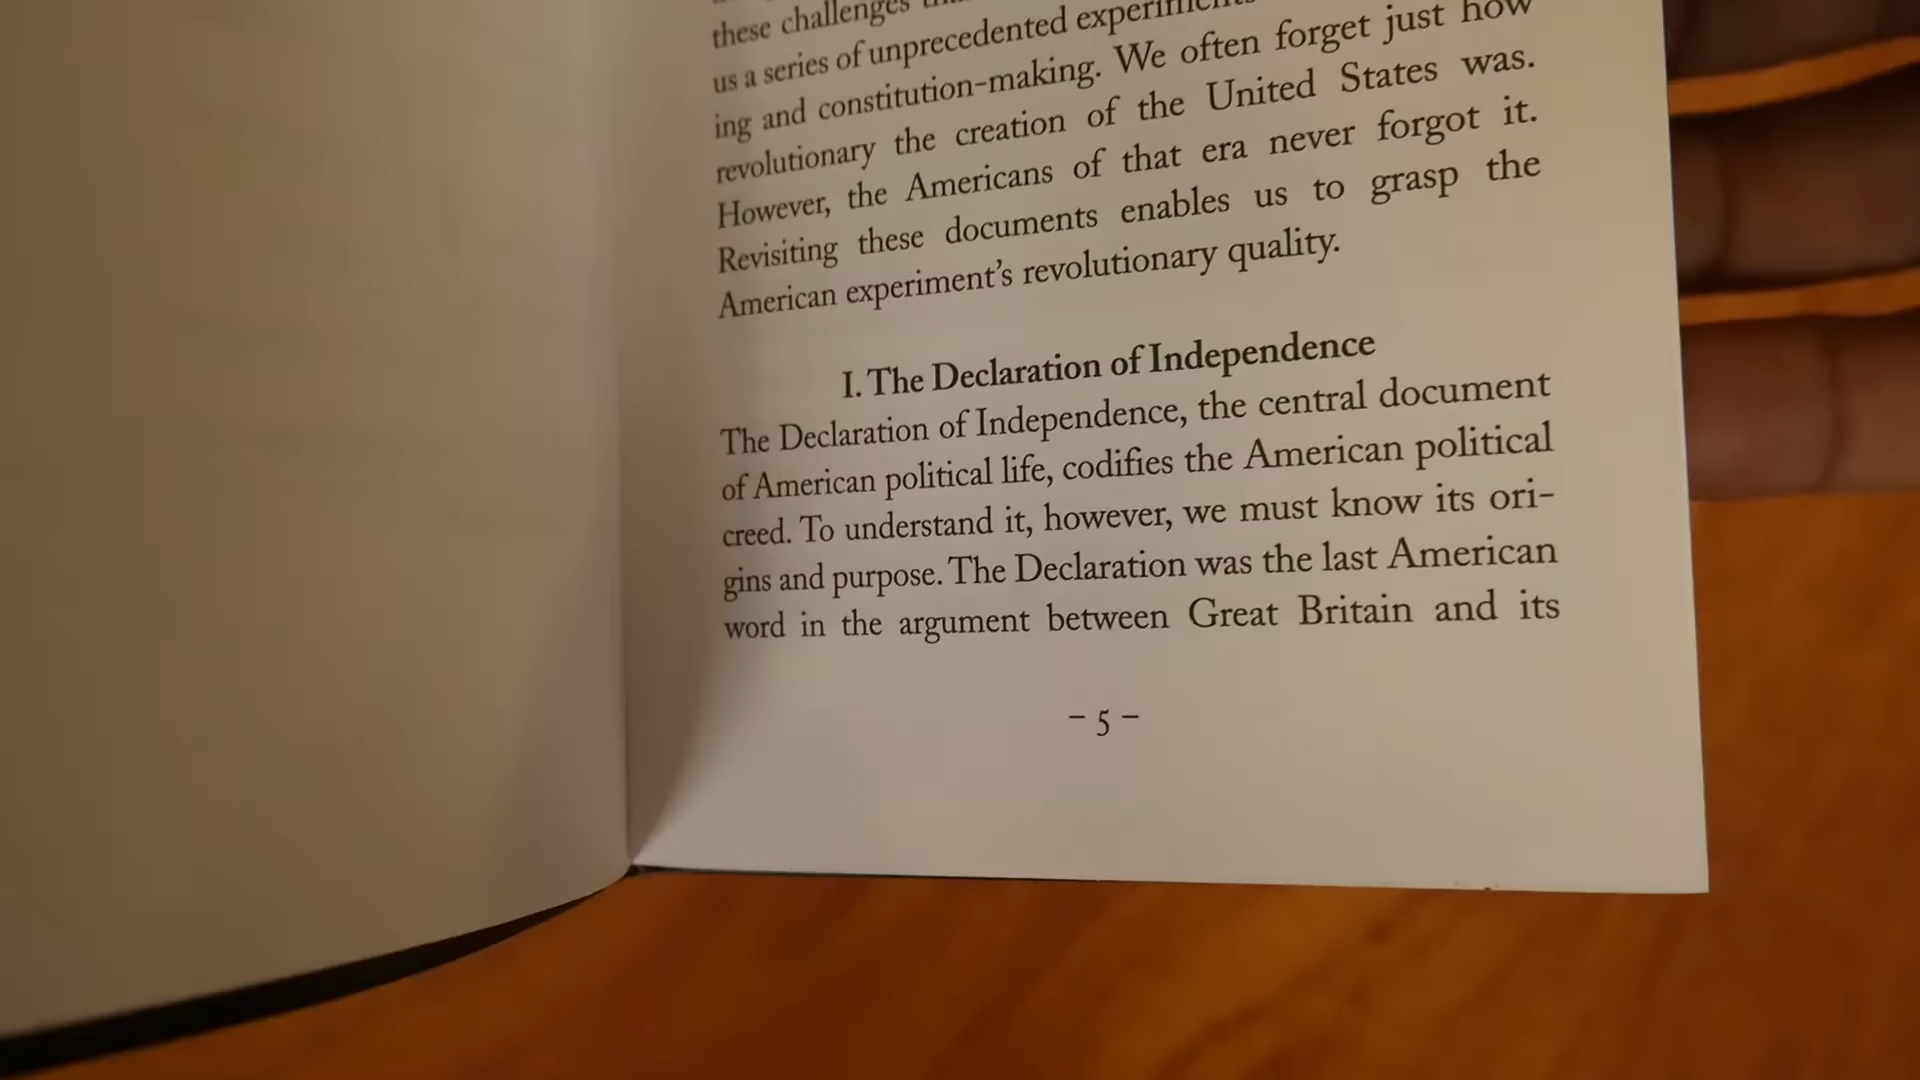 these challenges
us a series of unprecedented
ing and constitution-making. We often forget just how
revolutionary the creation of the United States was.
However, the Americans of that era never forgot it.
Revisiting these documents enables us to grasp the
American experiment's revolutionary quality.
I. The Declaration of Independence
The Declaration of Independence, the central document
of American political life, codifies the American political
creed. To understand it, however, we must know its ori-
gins and purpose. The Declaration was the last American
word in the argument between Great Britain and its
– 5 –